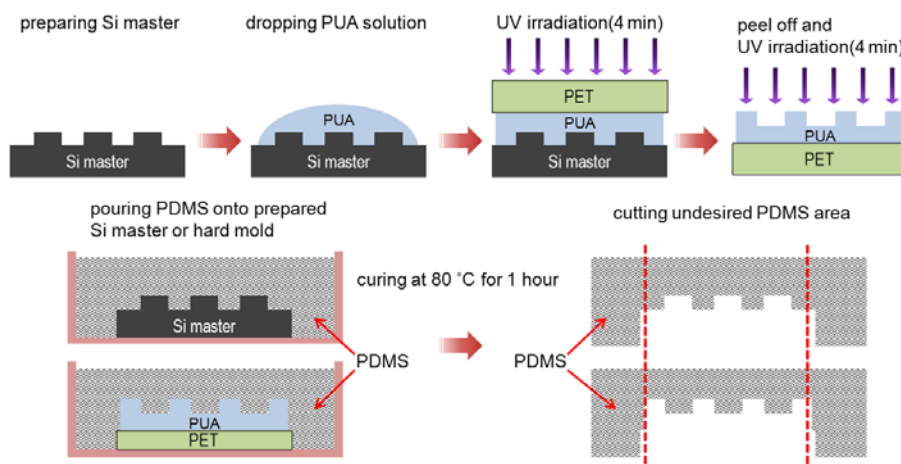 preparing Si master
dropping PUA solution
UV irradiation(4 min)
peel off and
UV irradiation(4 min)
Si master
PUA
Si master
PET
PUA
Si master
PUA
PET
pouring PDMS onto prepared
Si master or hard mold
cutting undesired PDMS area
curing at 80 °C for 1 hour
Si master
PDMS
PDMS
PUA
PET